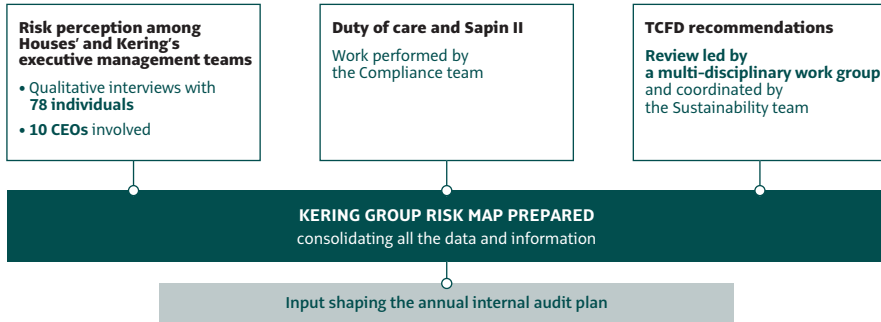 Risk perception among
Houses' and Kering's
executive management teams
• Qualitative interviews with
78 individuals
• 10 CEOs involved
Duty of care and Sapin II
Work performed by
the Compliance team
TCFD recommendations
Review led by
a multi-disciplinary work group
and coordinated by
the Sustainability team
KERING GROUP RISK MAP PREPARED
consolidating all the data and information
Input shaping the annual internal audit plan